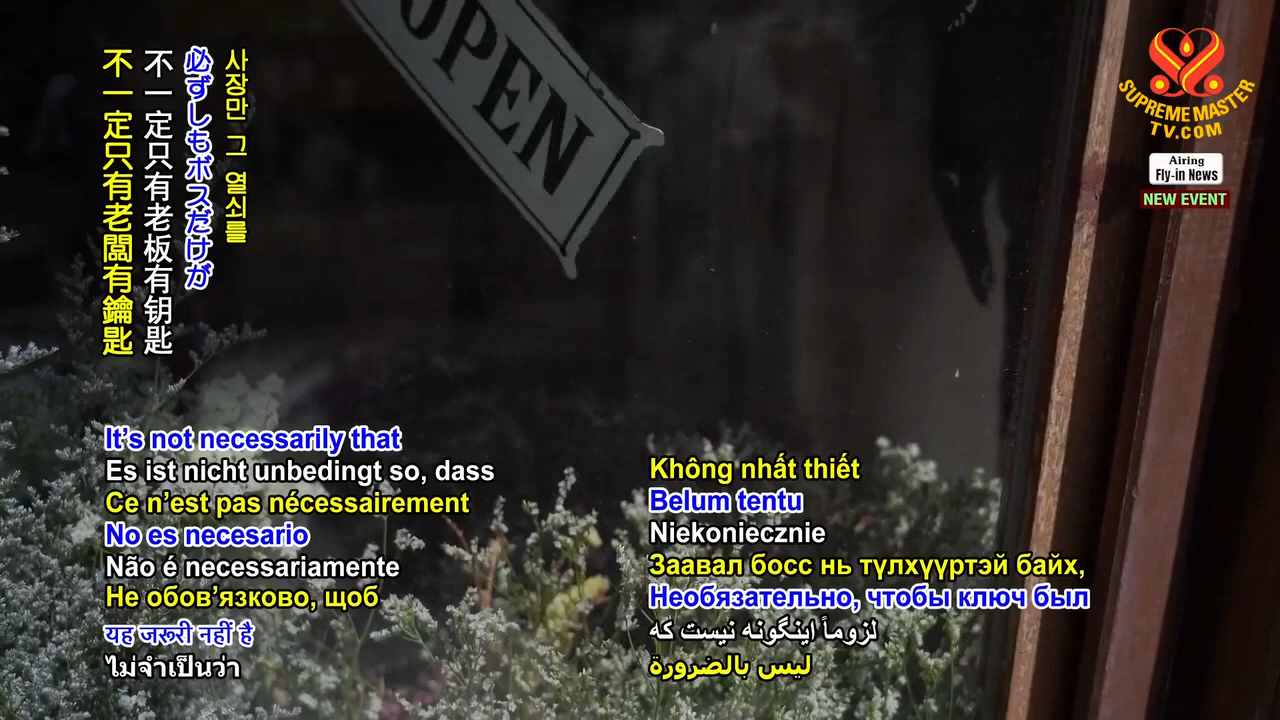 OPEN
SUPREME MASTER
TV.COM
Airing
Fly-in News
NEW EVENT
사장만 그 열쇠를
必ずしもボスだけが
不一定只有老板有钥匙
不一定只有老闆有鑰匙
It's not necessarily that
Es ist nicht unbedingt so, dass
Ce n'est pas nécessairement
No es necesario
Não é necessariamente
Не обов'язково, щоб
यह जरूरी नहीं है
ไม่จำเป็นว่า
Không nhất thiết
Belum tentu
Niekoniecznie
Заавал босс нь түлхүүртэй байх,
Необязательно, чтобы ключ был
لزوماً اینگونه نیست که
ليس بالضرورة